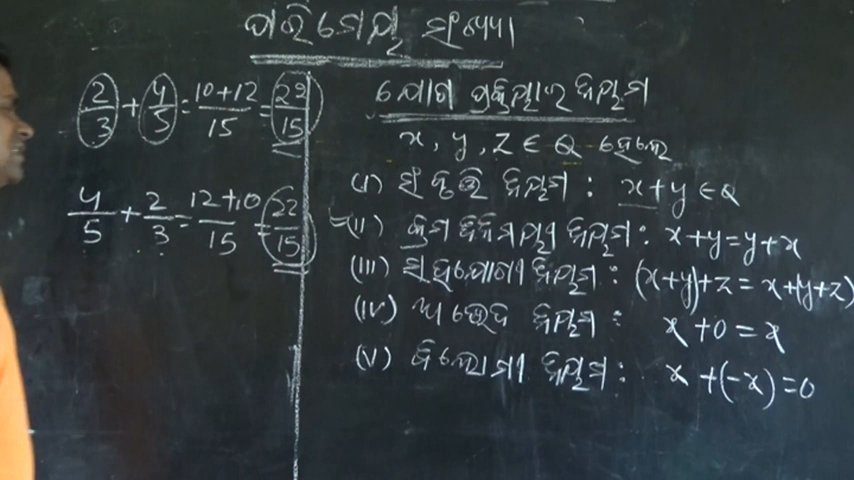 ପରିମେୟ ସଂଖ୍ୟା
2/3 + 4/5 = 10+12/15 = 22/15
4/5 + 2/3 = 12+10/15 = 22/15
ଯୋଗ ପ୍ରକ୍ରିୟାର ନିୟମ
x, y, z ∈ Q ହେଲେ
(I) ସଂବୃତ୍ତି ନିୟମ : x+y ∈ Q
(II) କ୍ରମ ବିନିମୟୀ ନିୟମ : x+y=y+x
(III) ସହଯୋଗୀ ନିୟମ : (x+y)+z = x+(y+z)
(IV) ଅଭେଦ ନିୟମ : x+0=x
(V) ବିଲୋମୀ ନିୟମ : x+(-x)=0